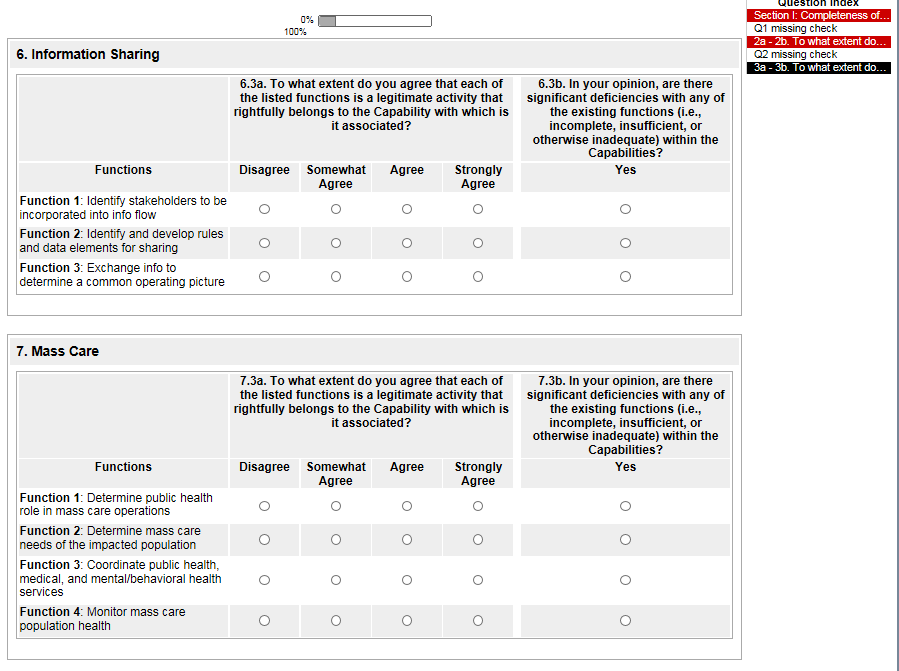 0%
100%
Question Index
Section I: Completeness of...
Q1 missing check
2a - 2b. To what extent do...
Q2 missing check
3a - 3b. To what extent do...
6. Information Sharing
6.3a. To what extent do you agree that each of
the listed functions is a legitimate activity that
rightfully belongs to the Capability with which is
it associated?
6.3b. In your opinion, are there
significant deficiencies with any of
the existing functions (i.e.,
incomplete, insufficient, or
otherwise inadequate) within the
Capabilities?
Functions
Disagree
Somewhat
Agree
Agree
Strongly
Agree
Yes
Function 1: Identify stakeholders to be
incorporated into info flow
Function 2: Identify and develop rules
and data elements for sharing
Function 3: Exchange info to
determine a common operating picture
7. Mass Care
7.3a. To what extent do you agree that each of
the listed functions is a legitimate activity that
rightfully belongs to the Capability with which is
it associated?
7.3b. In your opinion, are there
significant deficiencies with any of
the existing functions (i.e.,
incomplete, insufficient, or
otherwise inadequate) within the
Capabilities?
Functions
Disagree
Somewhat
Agree
Agree
Strongly
Agree
Yes
Function 1: Determine public health
role in mass care operations
Function 2: Determine mass care
needs of the impacted population
Function 3: Coordinate public health,
medical, and mental/behavioral health
services
Function 4: Monitor mass care
population health